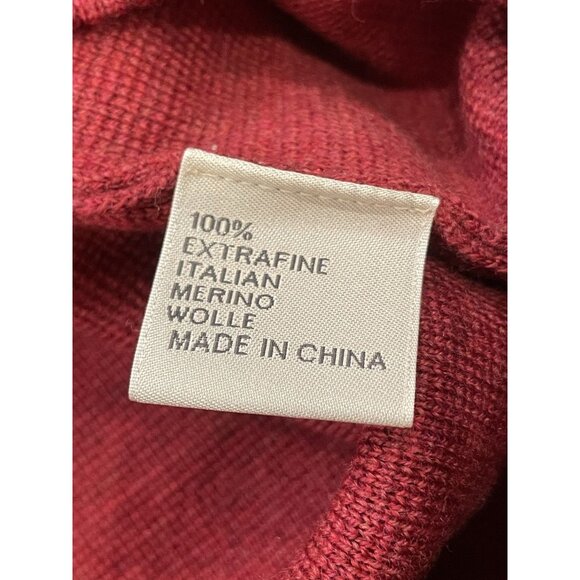 100%
EXTRAFINE
ITALIAN
MERINO
WOLLE
MADE IN CHINA